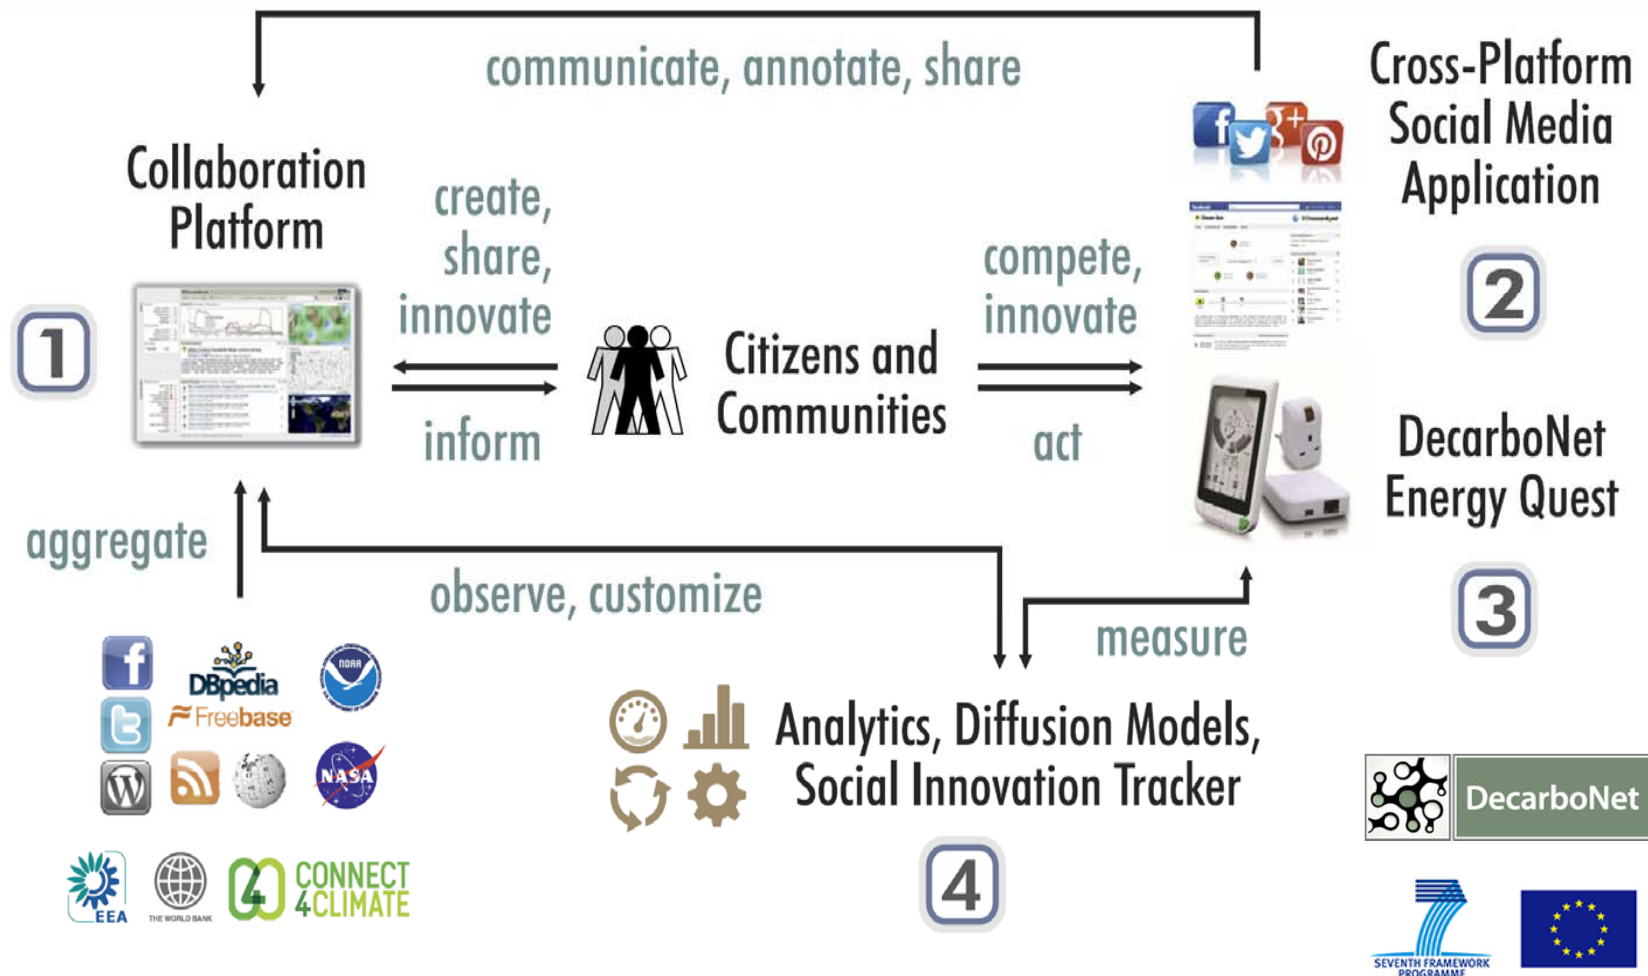 communicate, annotate, share
Cross-Platform
Social Media
Application
2
Collaboration
Platform
1
create,
share,
innovate
inform
Citizens and
Communities
compete,
innovate
act
DecarboNet
Energy Quest
3
aggregate
observe, customize
measure
DBpedia
Freebase
NOAA
NASA
EEA
THE WORLD BANK
40
CONNECT
4CLIMATE
Analytics, Diffusion Models,
Social Innovation Tracker
4
DecarboNet
SEVENTH FRAMEWORK
PROGRAMME